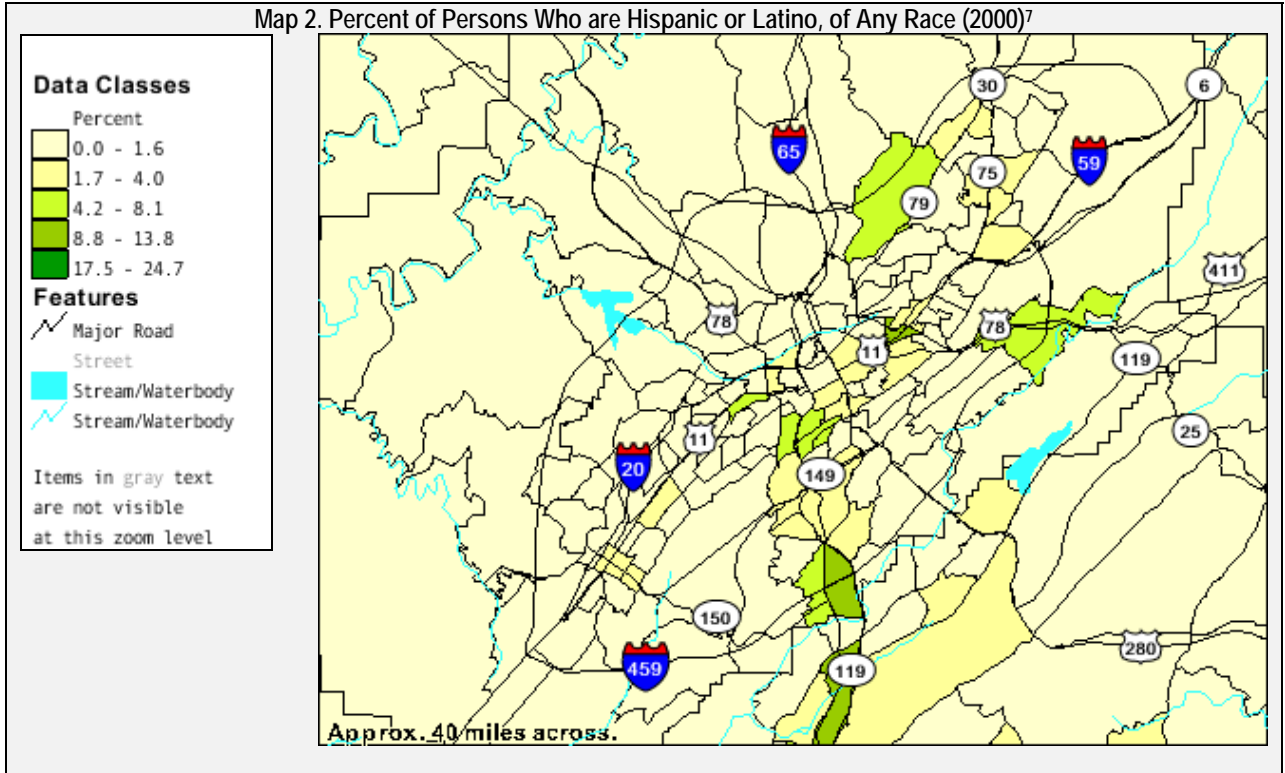 Map 2. Percent of Persons Who are Hispanic or Latino, of Any Race (2000)7
Data Classes
Percent
0.0 - 1.6
1.7 - 4.0
4.2 - 8.1
8.8 - 13.8
17.5 - 24.7
Features
Major Road
Street
Stream/Waterbody
Stream/Waterbody
Items in gray text
are not visible
at this zoom level
30
6
65
59
75
79
411
78
78
11
119
25
11
20
149
150
280
459
119
Approx. 40 miles across.